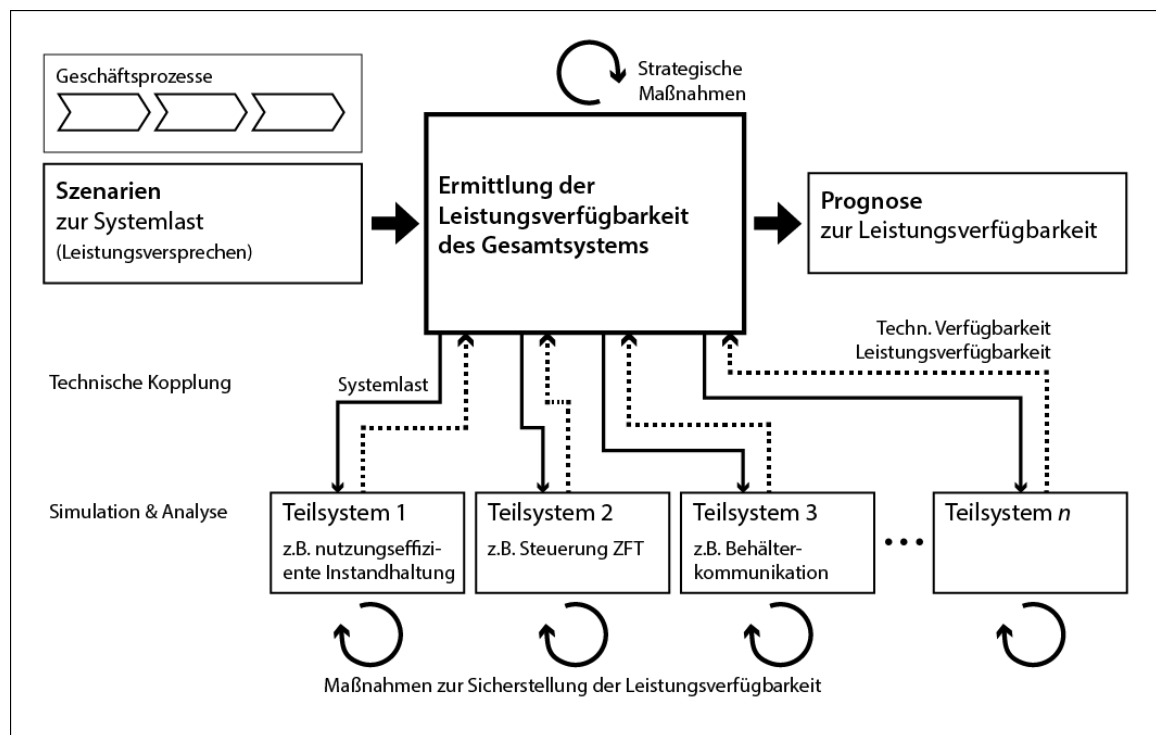 Geschäftsprozesse
Strategische
Maßnahmen
Szenarien
zur Systemlast
(Leistungsversprechen)
Ermittlung der
Leistungsverfügbarkeit
des Gesamtsystems
Prognose
zur Leistungsverfügbarkeit
Techn. Verfügbarkeit
Leistungsverfügbarkeit
Technische Kopplung
Systemlast
Simulation & Analyse
Teilsystem 1
z.B. nutzungseffizi-
ente Instandhaltung
Teilsystem 2
z.B. Steuerung ZFT
Teilsystem 3
z.B. Behälter-
kommunikation
Teilsystem n
Maßnahmen zur Sicherstellung der Leistungsverfügbarkeit